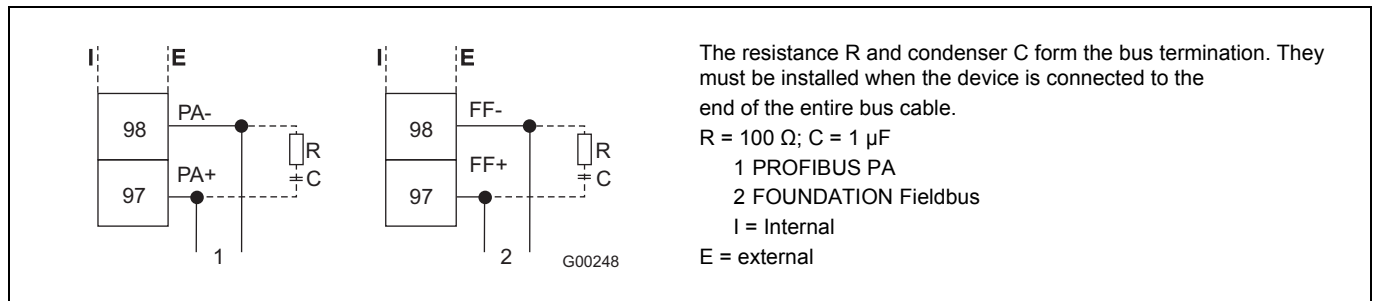 I E
98 PA-
R
C
97 PA+
1
I E
98 FF-
R
C
97 FF+
2
G00248
The resistance R and condenser C form the bus termination. They
must be installed when the device is connected to the
end of the entire bus cable.
R = 100 Ω; C = 1 µF
1 PROFIBUS PA
2 FOUNDATION Fieldbus
I = Internal
E = external